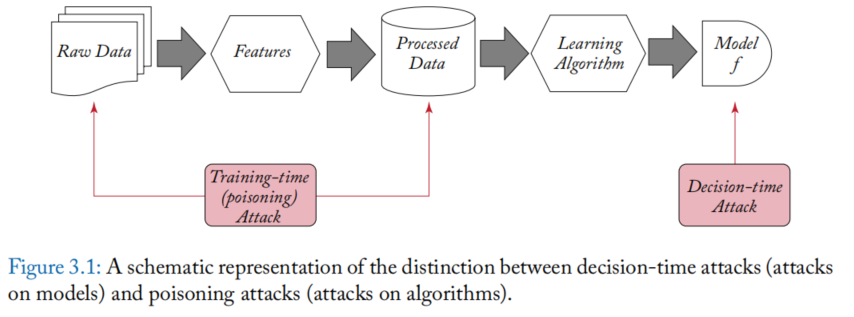 Raw Data
Features
Processed
Data
Learning
Algorithm
Model
f
Training-time
(poisoning)
Attack
Decision-time
Attack
Figure 3.1: A schematic representation of the distinction between decision-time attacks (attacks
on models) and poisoning attacks (attacks on algorithms).